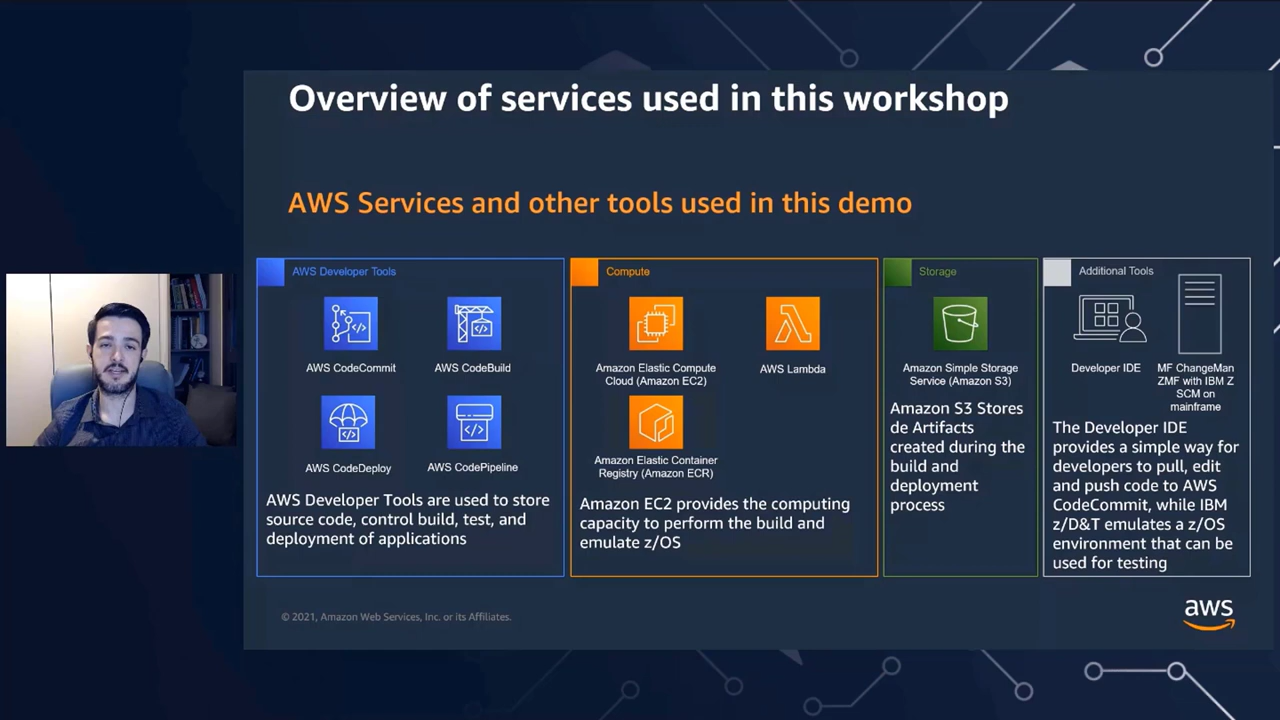 Overview of services used in this workshop
AWS Services and other tools used in this demo
AWS Developer Tools
AWS CodeCommit
AWS CodeBuild
AWS CodeDeploy
AWS CodePipeline
AWS Developer Tools are used to store
source code, control build, test, and
deployment of applications
Compute
Amazon Elastic Compute
Cloud (Amazon EC2)
AWS Lambda
Amazon Elastic Container
Registry (Amazon ECR)
Amazon EC2 provides the computing
capacity to perform the build and
emulate z/OS
Storage
Amazon Simple Storage
Service (Amazon S3)
Amazon S3 Stores
de Artifacts
created during the
build and
deployment
process
Additional Tools
Developer IDE
MF ChangeMan
ZMF with IBM Z
SCM on
mainframe
The Developer IDE
provides a simple way for
developers to pull, edit
and push code to AWS
CodeCommit, while IBM
z/D&T emulates a z/OS
environment that can be
used for testing
© 2021, Amazon Web Services, Inc. or its Affiliates.
aws